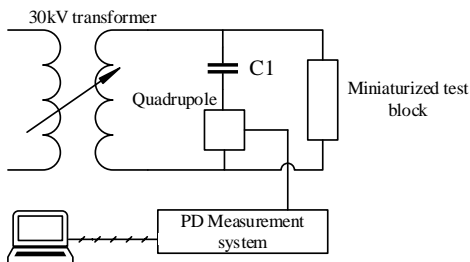 30kV transformer
C1
Quadrupole
Miniaturized test
block
PD Measurement
system